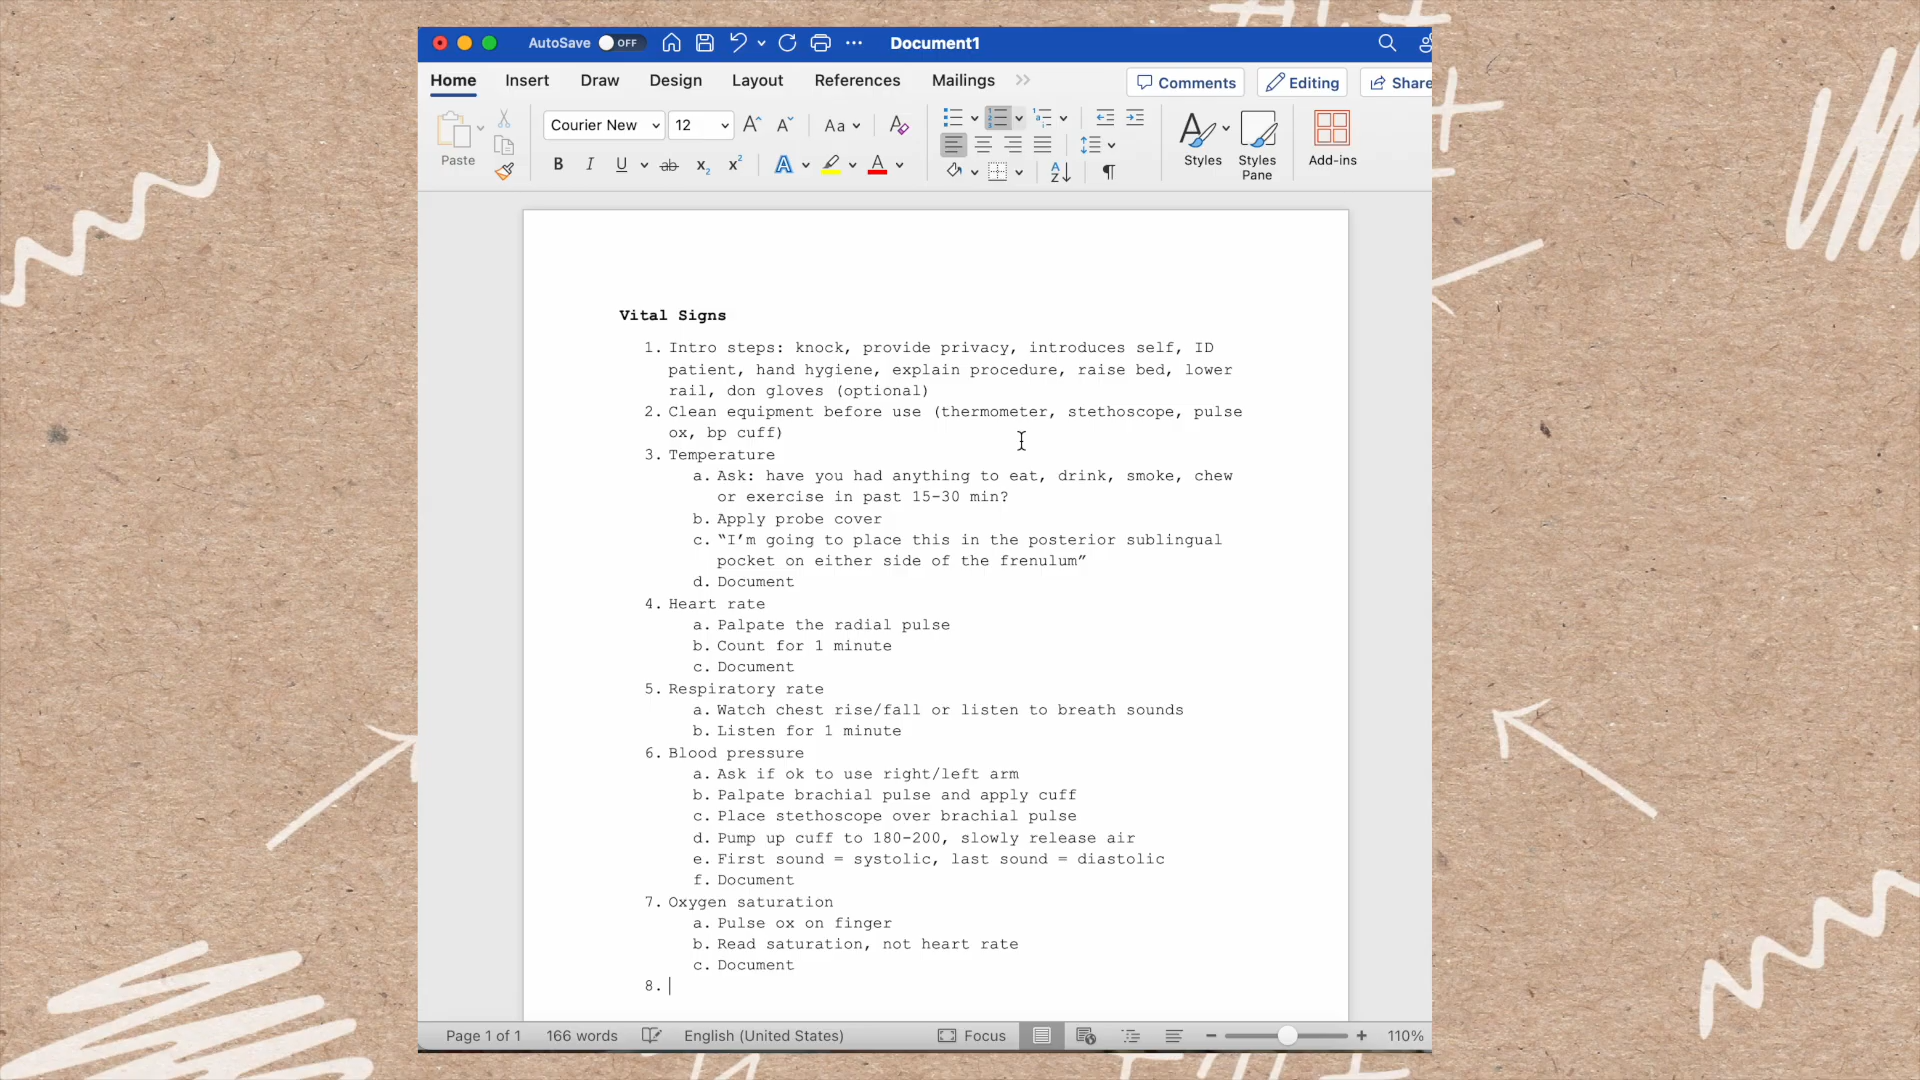 AutoSave OFF Document1
Home Insert Draw Design Layout References Mailings Comments Editing Share
Paste Courier New 12 Aa Styles Styles Pane Add-ins
Vital Signs
1. Intro steps: knock, provide privacy, introduces self, ID
patient, hand hygiene, explain procedure, raise bed, lower
rail, don gloves (optional)
2. Clean equipment before use (thermometer, stethoscope, pulse
ox, bp cuff)
3. Temperature
a. Ask: have you had anything to eat, drink, smoke, chew
or exercise in past 15-30 min?
b. Apply probe cover
c. “I’m going to place this in the posterior sublingual
pocket on either side of the frenulum”
d. Document
4. Heart rate
a. Palpate the radial pulse
b. Count for 1 minute
c. Document
5. Respiratory rate
a. Watch chest rise/fall or listen to breath sounds
b. Listen for 1 minute
6. Blood pressure
a. Ask if ok to use right/left arm
b. Palpate brachial pulse and apply cuff
c. Place stethoscope over brachial pulse
d. Pump up cuff to 180-200, slowly release air
e. First sound = systolic, last sound = diastolic
f. Document
7. Oxygen saturation
a. Pulse ox on finger
b. Read saturation, not heart rate
c. Document
8.
Page 1 of 1 166 words English (United States) Focus 110%